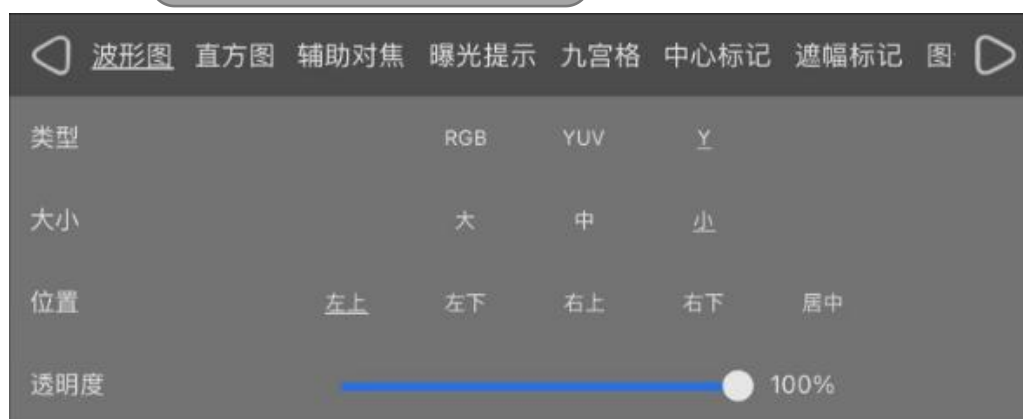 波形图 直方图 辅助对焦 曝光提示 九宫格 中心标记 遮幅标记 图
类型 RGB YUV Y
大小 大 中 小
位置 左上 左下 右上 右下 居中
透明度 100%